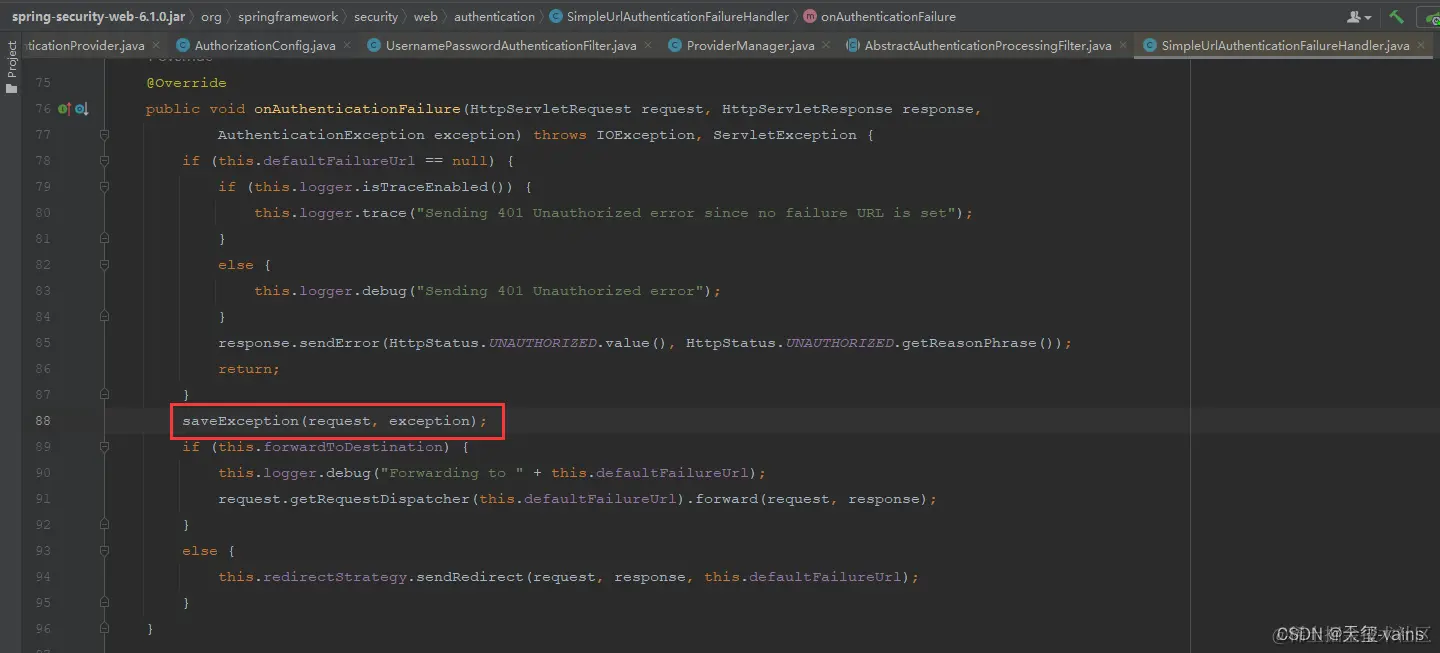 spring-security-web-6.1.0.jar org springframework security web authentication SimpleUrlAuthenticationFailureHandler onAuthenticationFailure
ticationProvider.java AuthorizationConfig.java UsernamePasswordAuthenticationFilter.java ProviderManager.java AbstractAuthenticationProcessingFilter.java SimpleUrlAuthenticationFailureHandler.java
Project
75 @Override
76 public void onAuthenticationFailure(HttpServletRequest request, HttpServletResponse response,
77 AuthenticationException exception) throws IOException, ServletException {
78 if (this.defaultFailureUrl == null) {
79 if (this.logger.isTraceEnabled()) {
80 this.logger.trace("Sending 401 Unauthorized error since no failure URL is set");
81 }
82 else {
83 this.logger.debug("Sending 401 Unauthorized error");
84 }
85 response.sendError(HttpStatus.UNAUTHORIZED.value(), HttpStatus.UNAUTHORIZED.getReasonPhrase());
86 return;
87 }
88 saveException(request, exception);
89 if (this.forwardToDestination) {
90 this.logger.debug("Forwarding to " + this.defaultFailureUrl);
91 request.getRequestDispatcher(this.defaultFailureUrl).forward(request, response);
92 }
93 else {
94 this.redirectStrategy.sendRedirect(request, response, this.defaultFailureUrl);
95 }
96 }
CSDN @天玺-vains